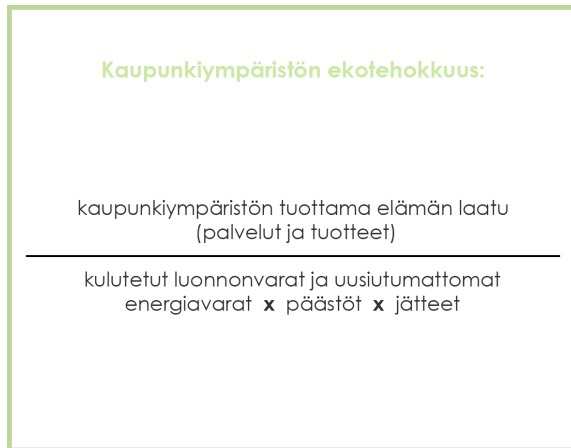 Kaupunkiympäristön ekotehokkuus:
kaupunkiympäristön tuottama elämän laatu
(palvelut ja tuotteet)
kulutetut luonnonvarat ja uusiutumattomat
energiavarat x päästöt x jätteet